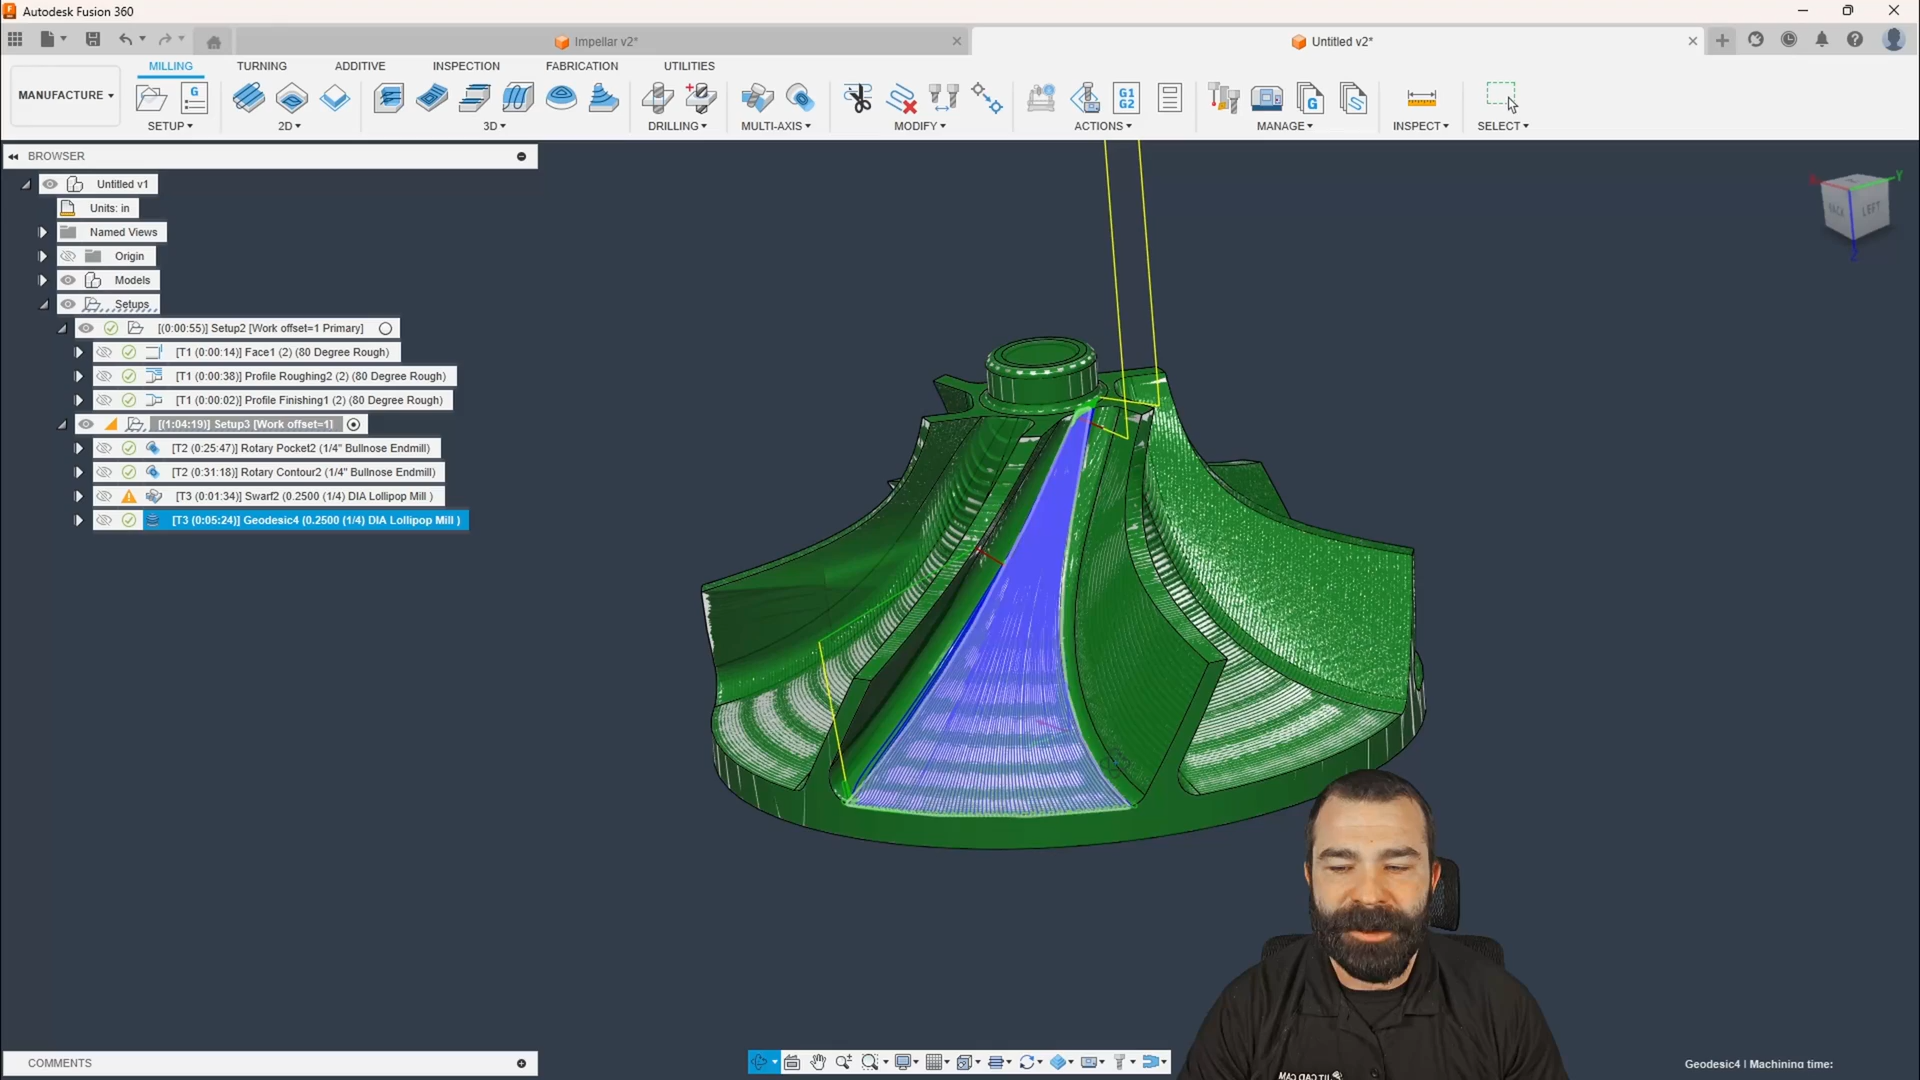 Autodesk Fusion 360
Impellar v2*
Untitled v2*
MILLING
TURNING
ADDITIVE
INSPECTION
FABRICATION
UTILITIES
MANUFACTURE
SETUP
2D
3D
DRILLING
MULTI-AXIS
MODIFY
G1
G2
ACTIONS
MANAGE
INSPECT
SELECT
BROWSER
Untitled v1
Units: in
Named Views
Origin
Models
Setups
[(0:00:55)] Setup2 [Work offset=1 Primary]
[T1 (0:00:14)] Face1 (2) (80 Degree Rough)
[T1 (0:00:38)] Profile Roughing2 (2) (80 Degree Rough)
[T1 (0:00:02)] Profile Finishing1 (2) (80 Degree Rough)
[(1:04:19)] Setup3 [Work offset=1]
[T2 (0:25:47)] Rotary Pocket2 (1/4" Bullnose Endmill)
[T2 (0:31:18)] Rotary Contour2 (1/4" Bullnose Endmill)
[T3 (0:01:34)] Swarf2 (0.2500 (1/4) DIA Lollipop Mill )
[T3 (0:05:24)] Geodesic4 (0.2500 (1/4) DIA Lollipop Mill )
BACK
LEFT
Y
Z
COMMENTS
Geodesic4 | Machining time: